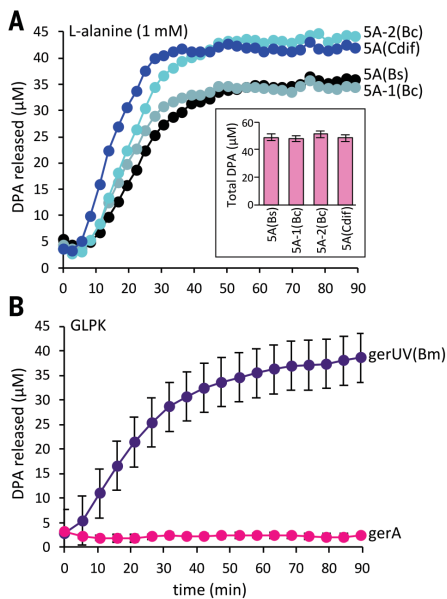 A
L-alanine (1 mM)
DPA released (µM)
45
40
35
30
25
20
15
10
5
0
0 10 20 30 40 50 60 70 80 90
5A-2(Bc)
5A(Cdif)
5A(Bs)
5A-1(Bc)
Total DPA (µM)
60
40
20
0
5A(Bs)
5A-1(Bc)
5A-2(Bc)
5A(Cdif)
B
GLPK
DPA released (µM)
45
40
35
30
25
20
15
10
5
0
0 10 20 30 40 50 60 70 80 90
time (min)
gerUV(Bm)
gerA